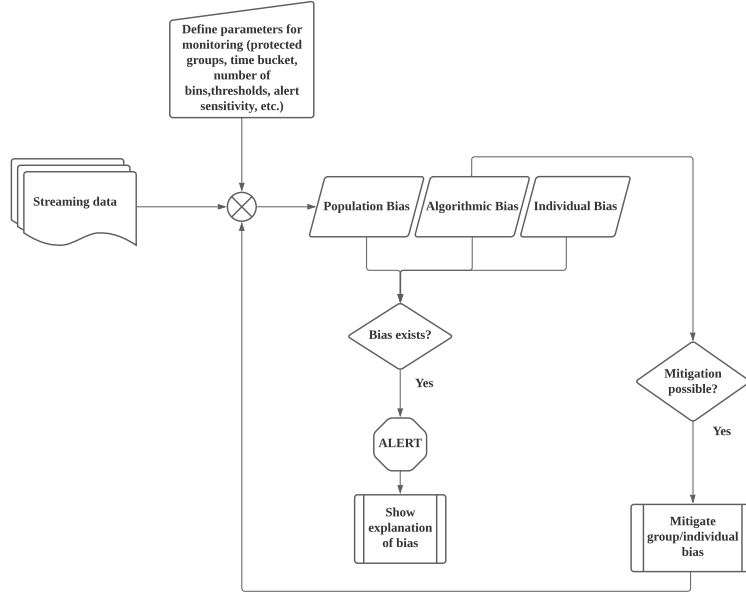 Define parameters for
monitoring (protected
groups, time bucket,
number of
bins,thresholds, alert
sensitivity, etc.)
Streaming data
Population Bias
Algorithmic Bias
Individual Bias
Bias exists?
Yes
Mitigation
possible?
Yes
ALERT
Show
explanation
of bias
Mitigate
group/individual
bias